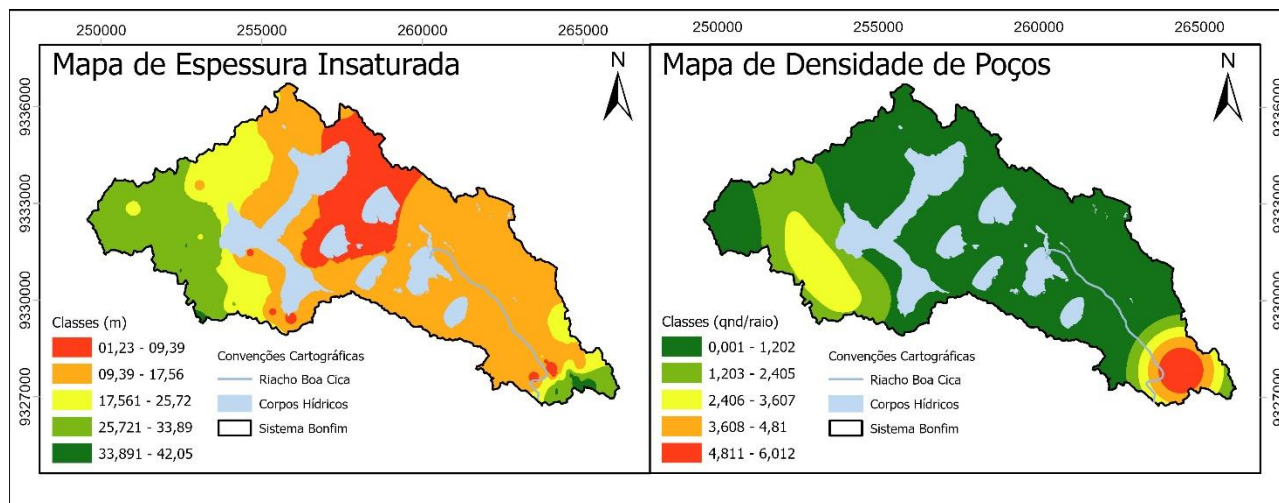 250000 255000 260000 265000
Mapa de Espessura Insaturada
N
9336000
9333000
9330000
9327000
Classes (m)
01,23 - 09,39
09,39 - 17,56
17,561 - 25,72
25,721 - 33,89
33,891 - 42,05
Convenções Cartográficas
Riacho Boa Cica
Corpos Hídricos
Sistema Bonfim
250000 255000 260000 265000
Mapa de Densidade de Poços
N
9336000
9333000
9330000
9327000
Classes (qnd/raio)
0,001 - 1,202
1,203 - 2,405
2,406 - 3,607
3,608 - 4,81
4,811 - 6,012
Convenções Cartográficas
Riacho Boa Cica
Corpos Hídricos
Sistema Bonfim